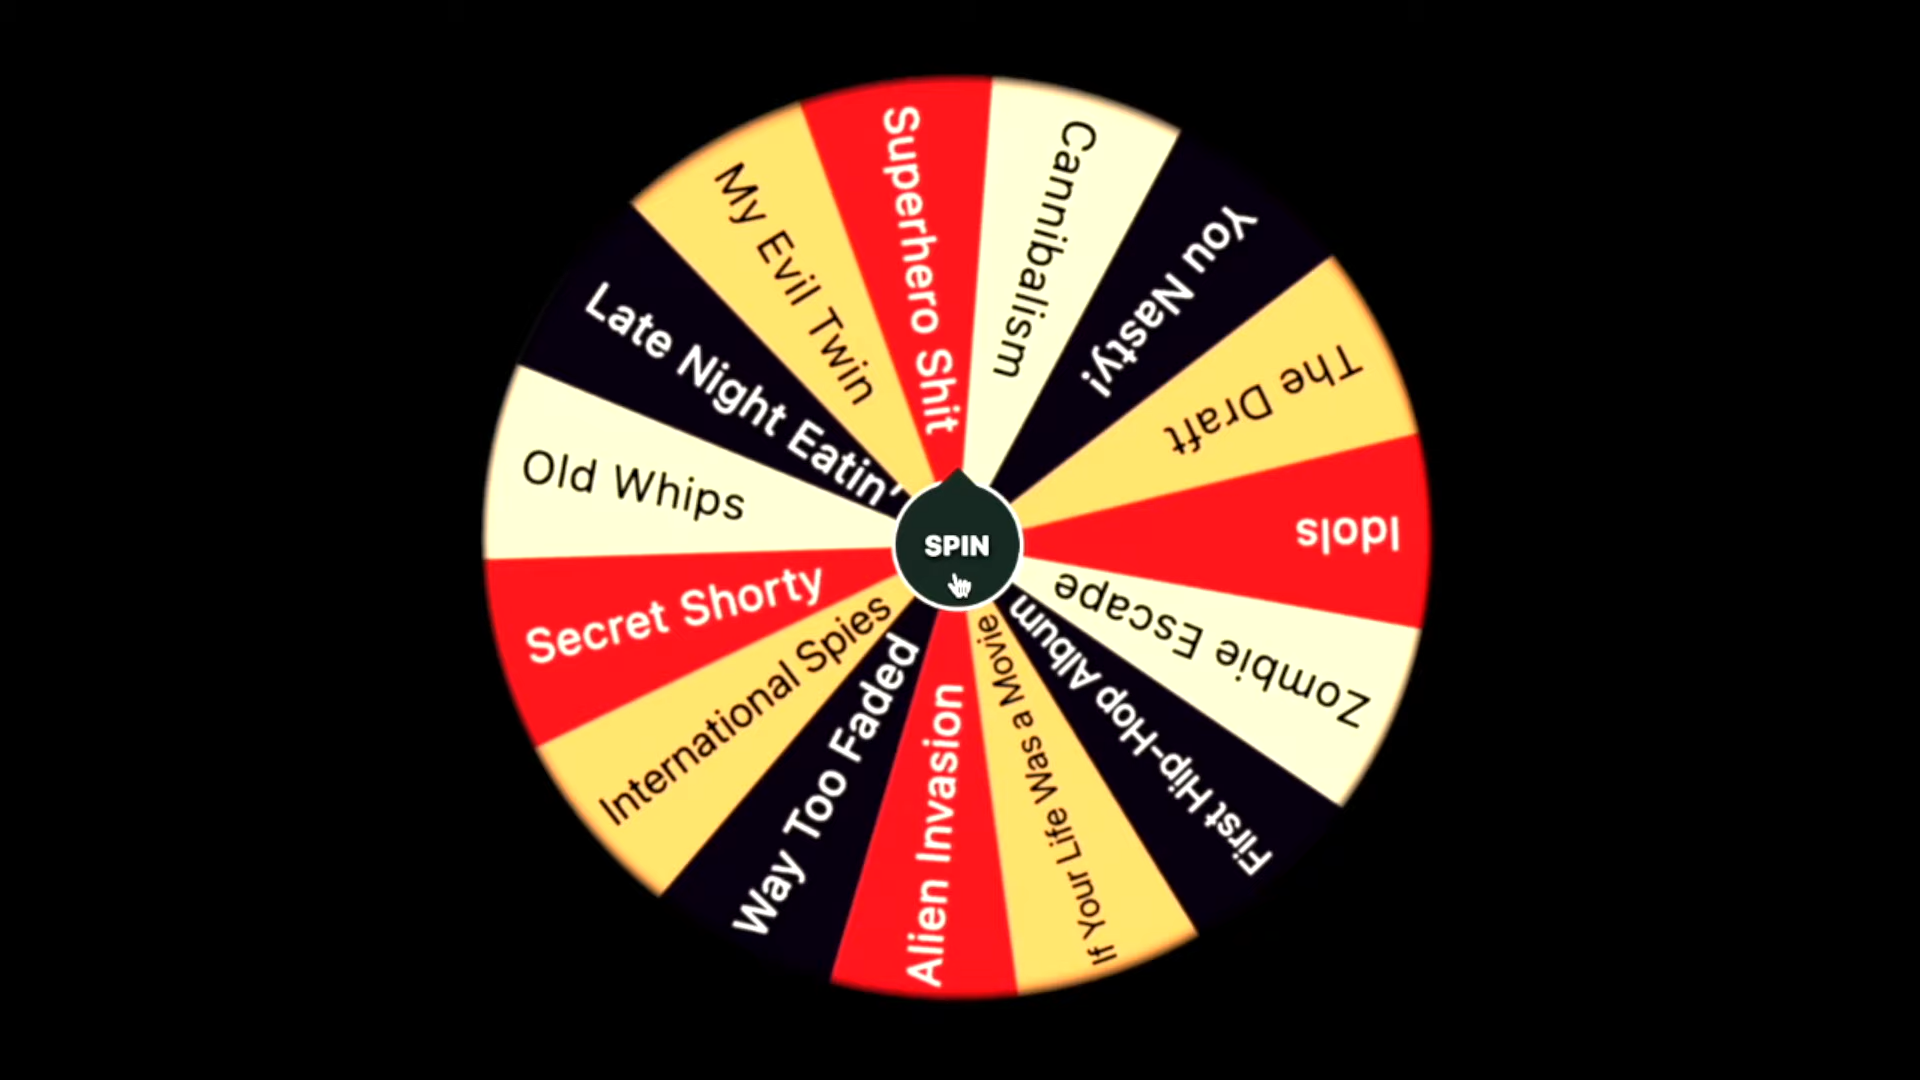 Superhero Shit
Cannibalism
You Nasty!
The Draft
Idols
Zombie Escape
First Hip-Hop Album
If Your Life Was a Movie
Alien Invasion
Way Too Faded
International Spies
Secret Shorty
Old Whips
Late Night Eatin’
My Evil Twin
SPIN